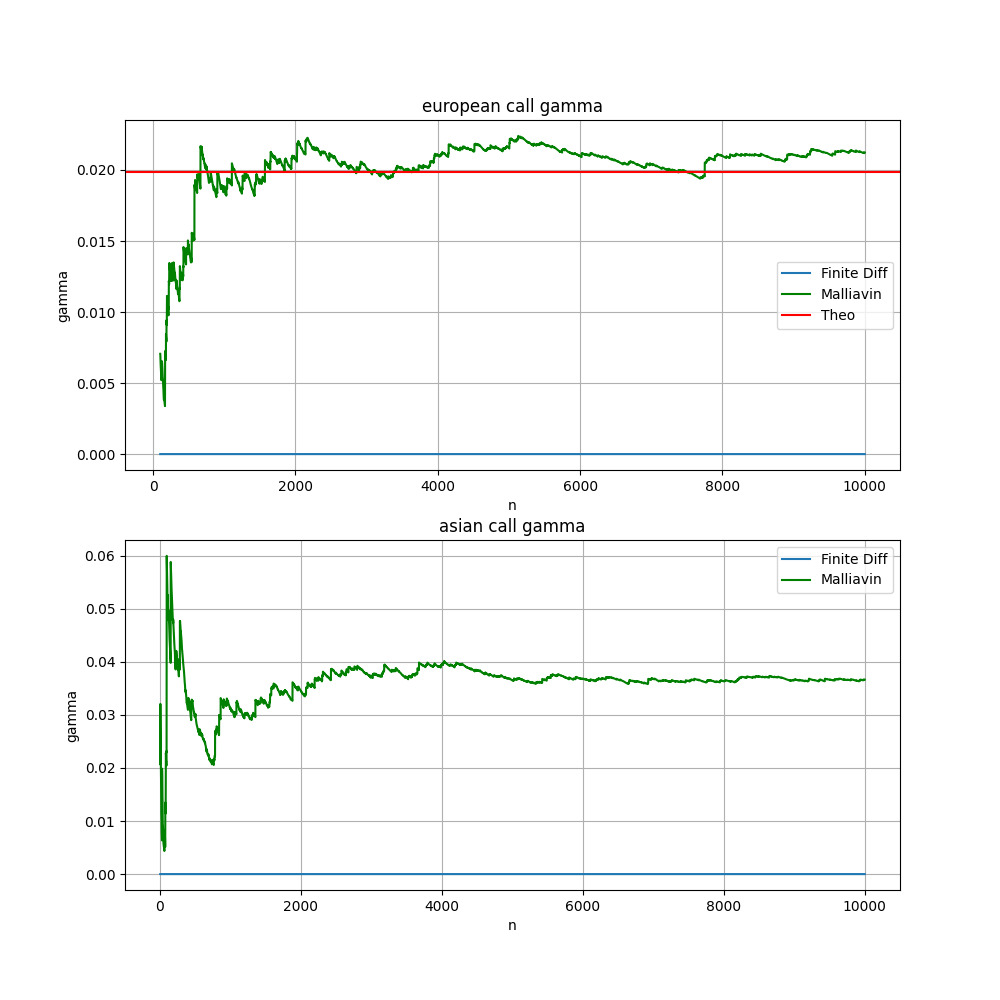 european call gamma
gamma
0.020
0.015
0.010
0.005
0.000
Finite Diff
Malliavin
Theo
0 2000 4000 6000 8000 10000
n
asian call gamma
gamma
0.06
0.05
0.04
0.03
0.02
0.01
0.00
Finite Diff
Malliavin
0 2000 4000 6000 8000 10000
n